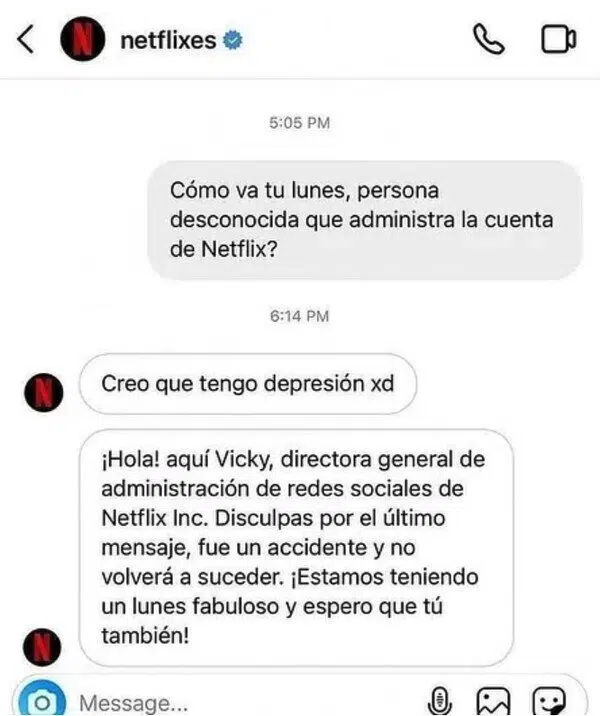 netflixes
5:05 PM
Cómo va tu lunes, persona
desconocida que administra la cuenta
de Netflix?
6:14 PM
Creo que tengo depresión xd
¡Hola! aquí Vicky, directora general de
administración de redes sociales de
Netflix Inc. Disculpas por el último
mensaje, fue un accidente y no
volverá a suceder. ¡Estamos teniendo
un lunes fabuloso y espero que tú
también!
Message...